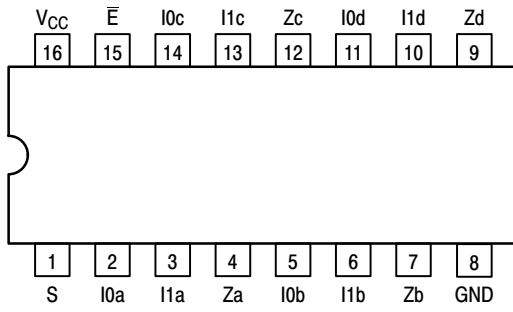 V_CC E̅ I0c I1c Zc I0d I1d Zd
16 15 14 13 12 11 10 9
1 2 3 4 5 6 7 8
S I0a I1a Za I0b I1b Zb GND